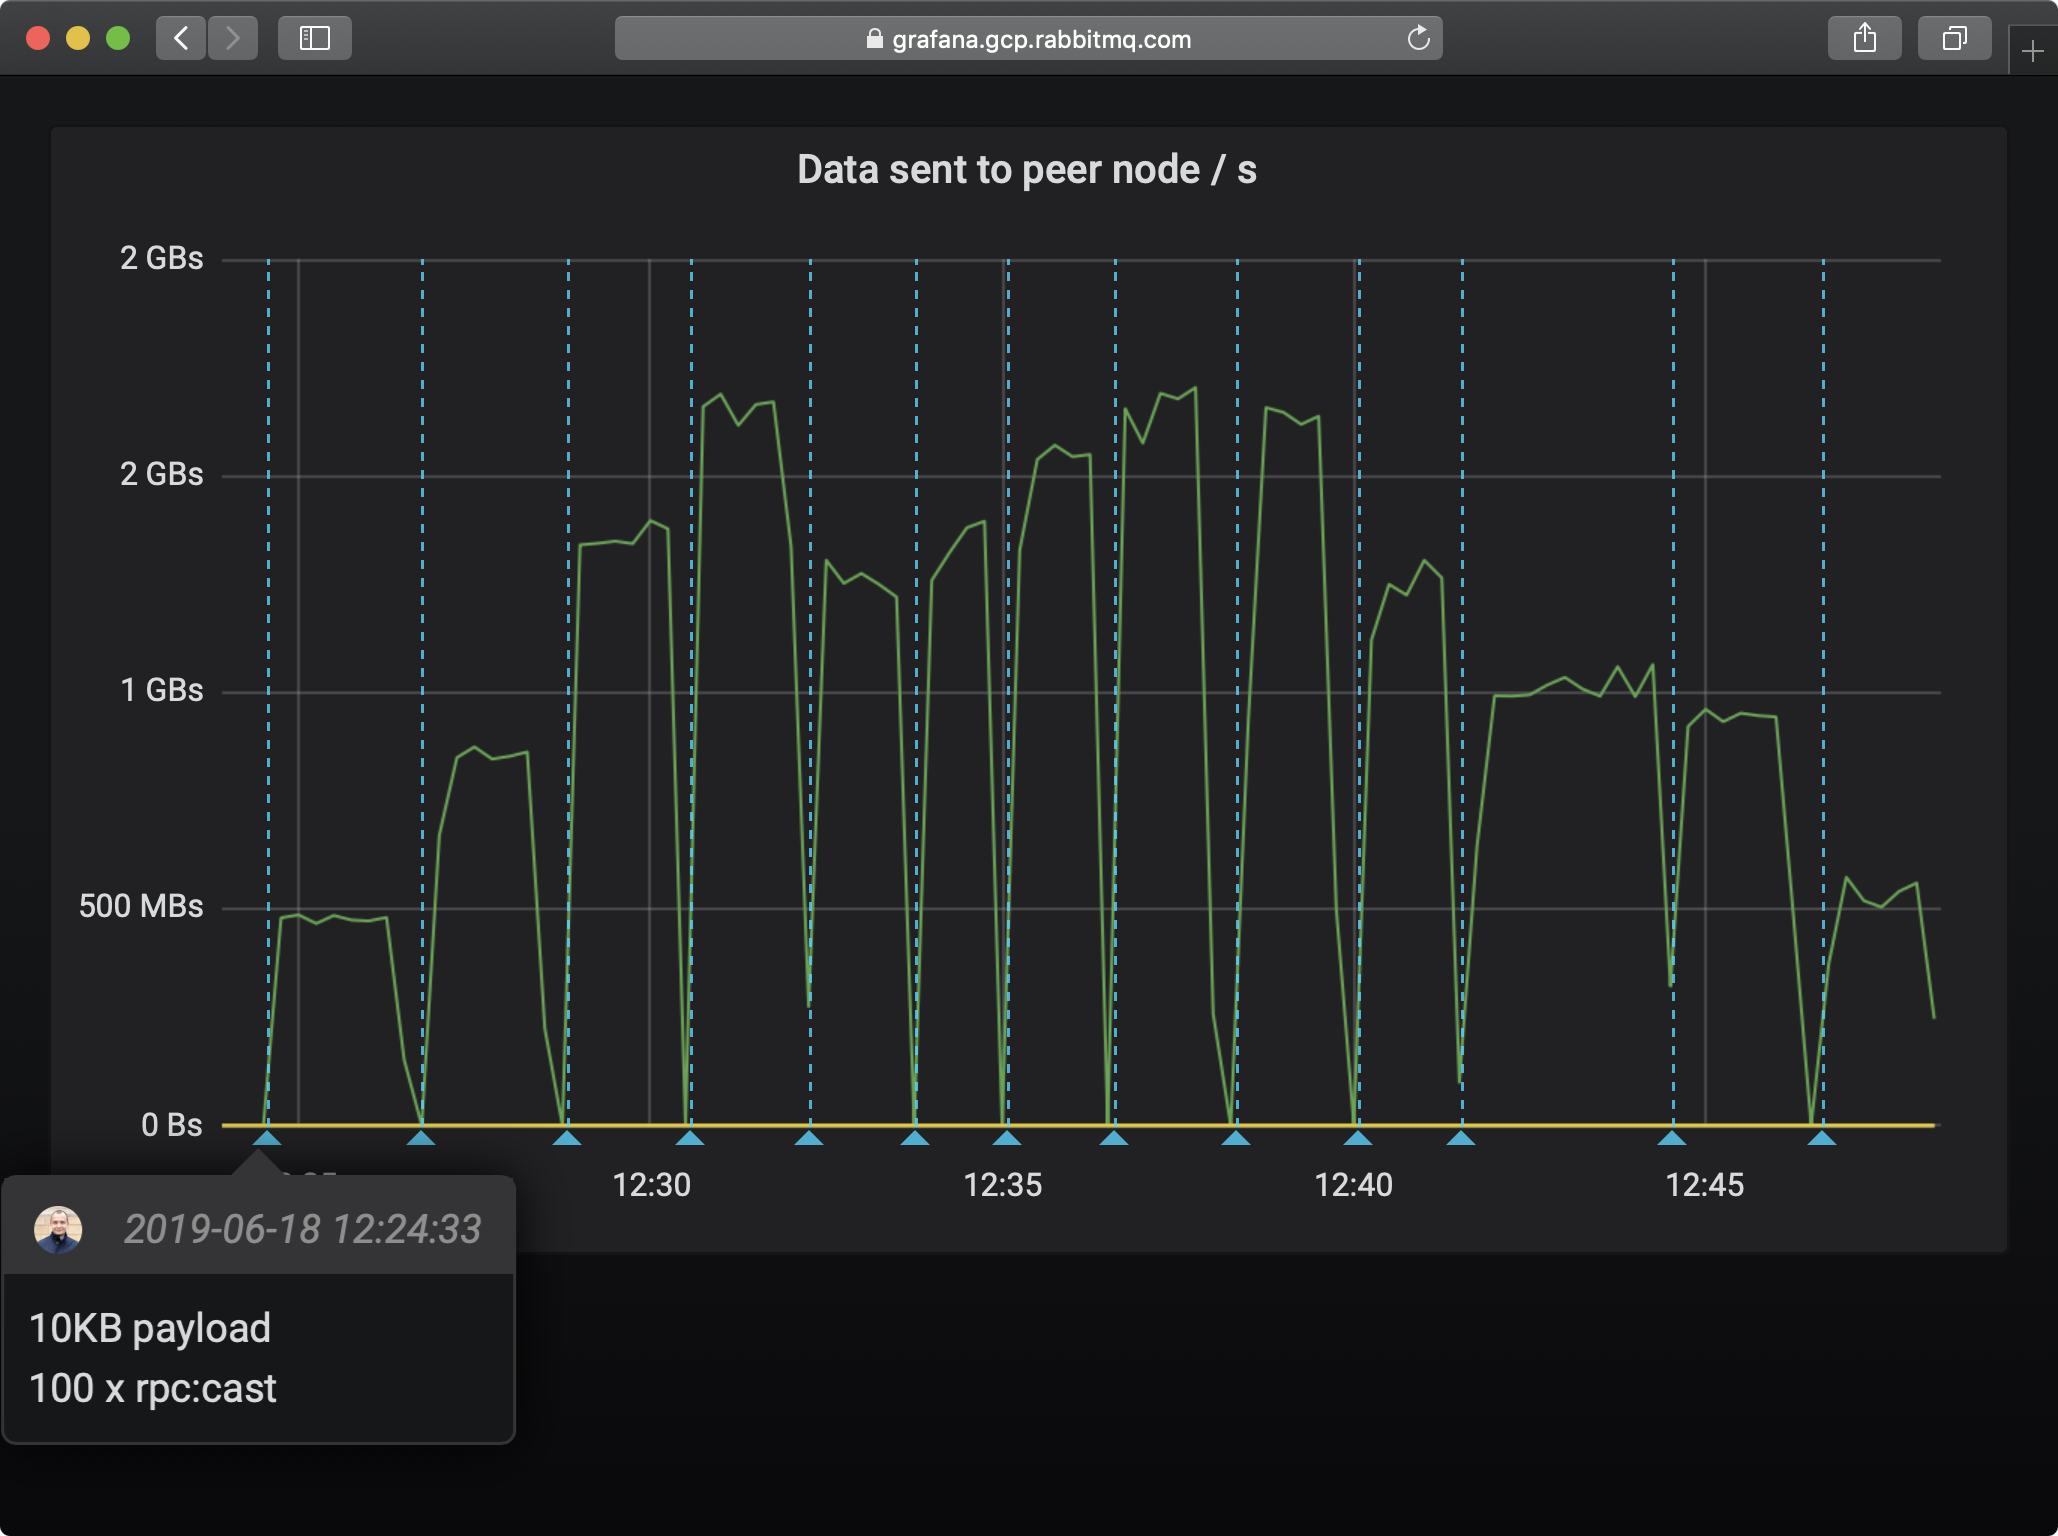 grafana.gcp.rabbitmq.com
Data sent to peer node / s
2 GBs
2 GBs
1 GBs
500 MBs
0 Bs
12:30
12:35
12:40
12:45
2019-06-18 12:24:33
10KB payload
100 x rpc:cast